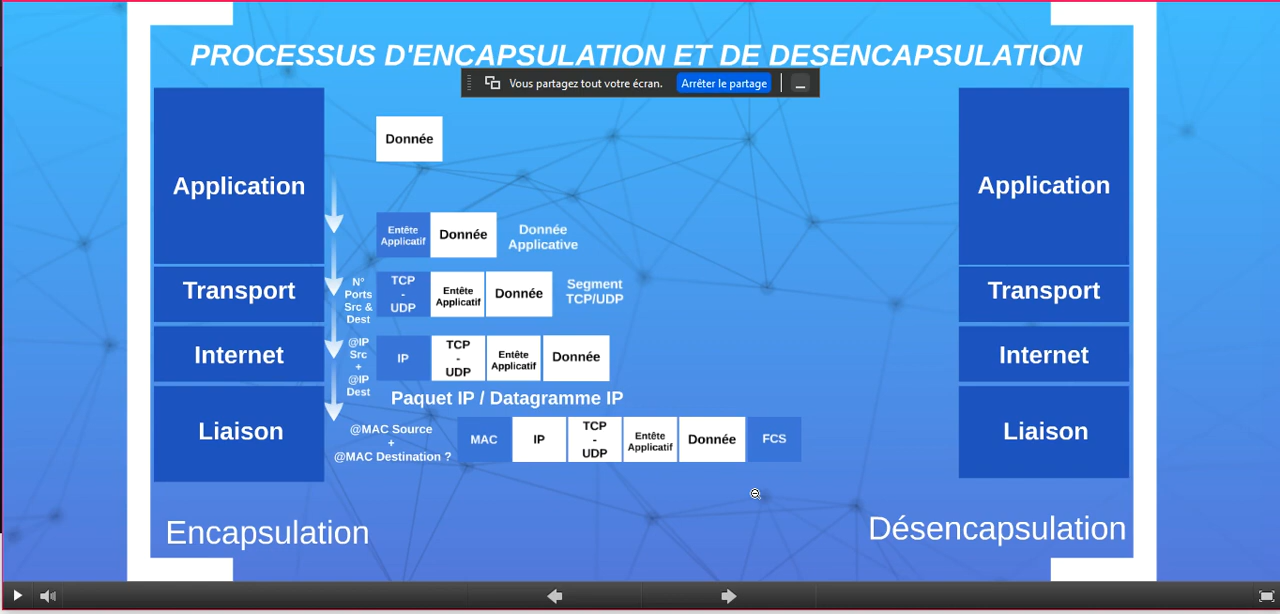 PROCESSUS D'ENCAPSULATION ET DE DESENCAPSULATION
Vous partagez tout votre écran.
Arrêter le partage
Application
Donnée
Entête
Applicatif
Donnée
Donnée
Applicative
Transport
N°
Ports
Src &
Dest
TCP
-
UDP
Entête
Applicatif
Donnée
Segment
TCP/UDP
Internet
@IP
Src
+
@IP
Dest
IP
TCP
-
UDP
Entête
Applicatif
Donnée
Paquet IP / Datagramme IP
Liaison
@MAC Source
+
@MAC Destination ?
MAC
IP
TCP
-
UDP
Entête
Applicatif
Donnée
FCS
Encapsulation
Application
Transport
Internet
Liaison
Désencapsulation